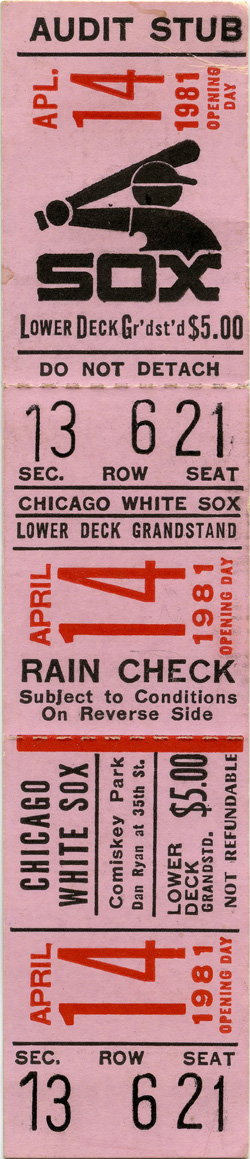 AUDIT STUB
APL. 14 1981 OPENING DAY
SOX
LOWER DECK Gr'dst'd $5.00
DO NOT DETACH
13 6 21
SEC. ROW SEAT
CHICAGO WHITE SOX
LOWER DECK GRANDSTAND
APRIL 14 1981 OPENING DAY
RAIN CHECK
Subject to Conditions
On Reverse Side
CHICAGO
WHITE SOX
Comiskey Park
Dan Ryan at 35th St.
LOWER
DECK
GRANDSTD. $5.00
NOT REFUNDABLE
APRIL 14 1981 OPENING DAY
SEC. ROW SEAT
13 6 21